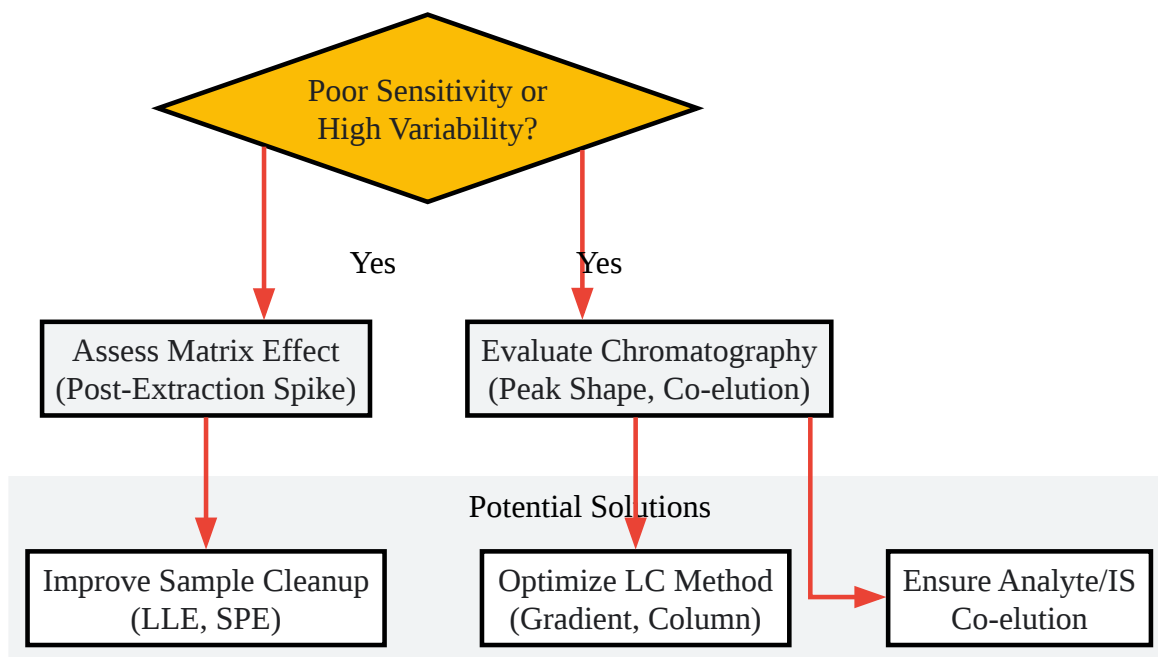 Poor Sensitivity or
High Variability?
Yes
Yes
Assess Matrix Effect
(Post-Extraction Spike)
Evaluate Chromatography
(Peak Shape, Co-elution)
Potential Solutions
Improve Sample Cleanup
(LLE, SPE)
Optimize LC Method
(Gradient, Column)
Ensure Analyte/IS
Co-elution